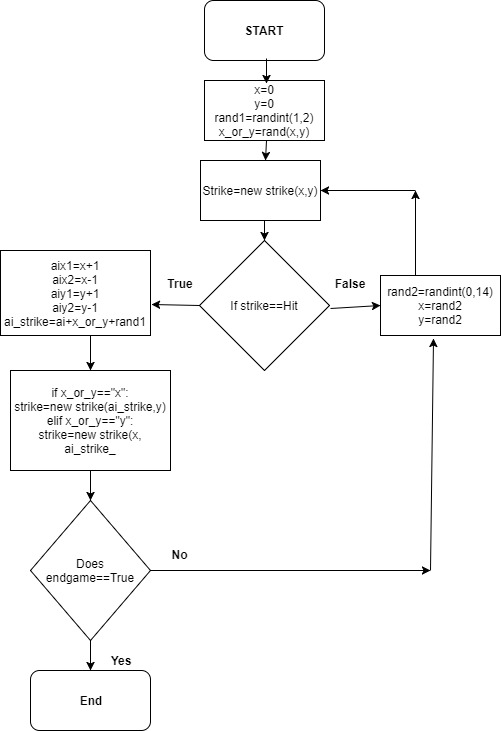 START
x=0
y=0
rand1=randint(1,2)
x_or_y=rand(x,y)
Strike=new strike(x,y)
If strike==Hit
True
False
aix1=x+1
aix2=x-1
aiy1=y+1
aiy2=y-1
ai_strike=ai+x_or_y+rand1
rand2=randint(0,14)
x=rand2
y=rand2
if x_or_y=="x":
strike=new strike(ai_strike,y)
elif x_or_y=="y":
strike=new strike(x,
ai_strike_
Does
endgame==True
No
Yes
End